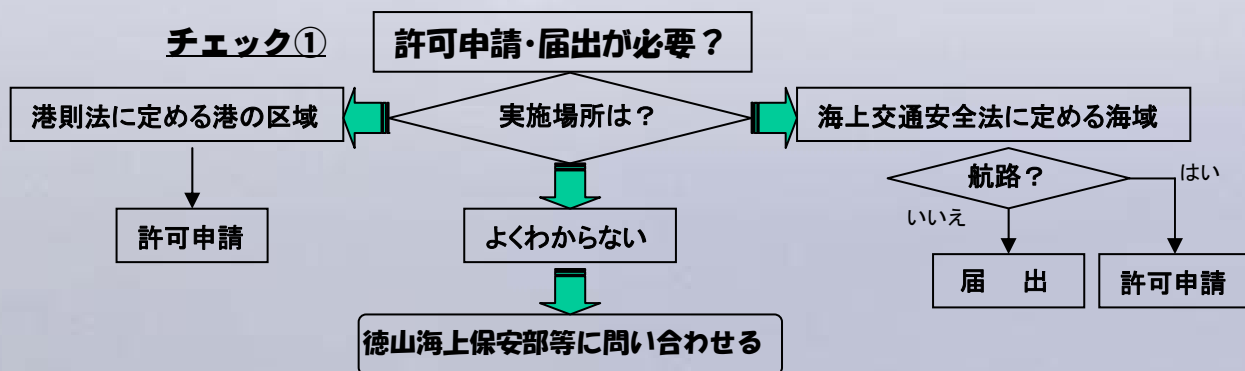 チェック①
許可申請・届出が必要？
港則法に定める港の区域
実施場所は？
海上交通安全法に定める海域
航路？
はい
いいえ
許可申請
よくわからない
届　出
許可申請
徳山海上保安部等に問い合わせる